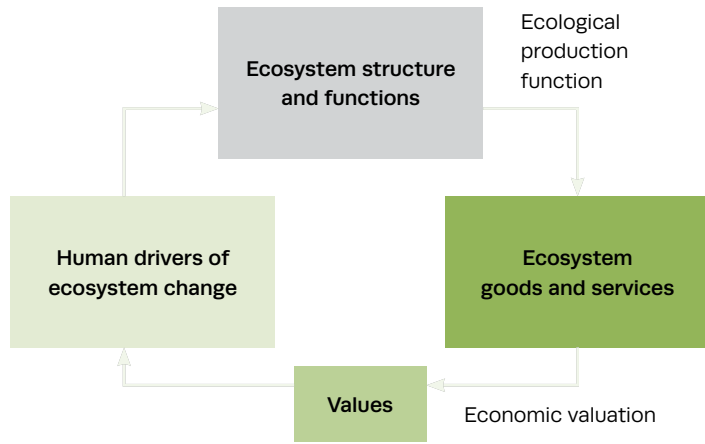 Ecosystem structure
and functions
Ecological
production
function
Human drivers of
ecosystem change
Ecosystem
goods and services
Values
Economic valuation